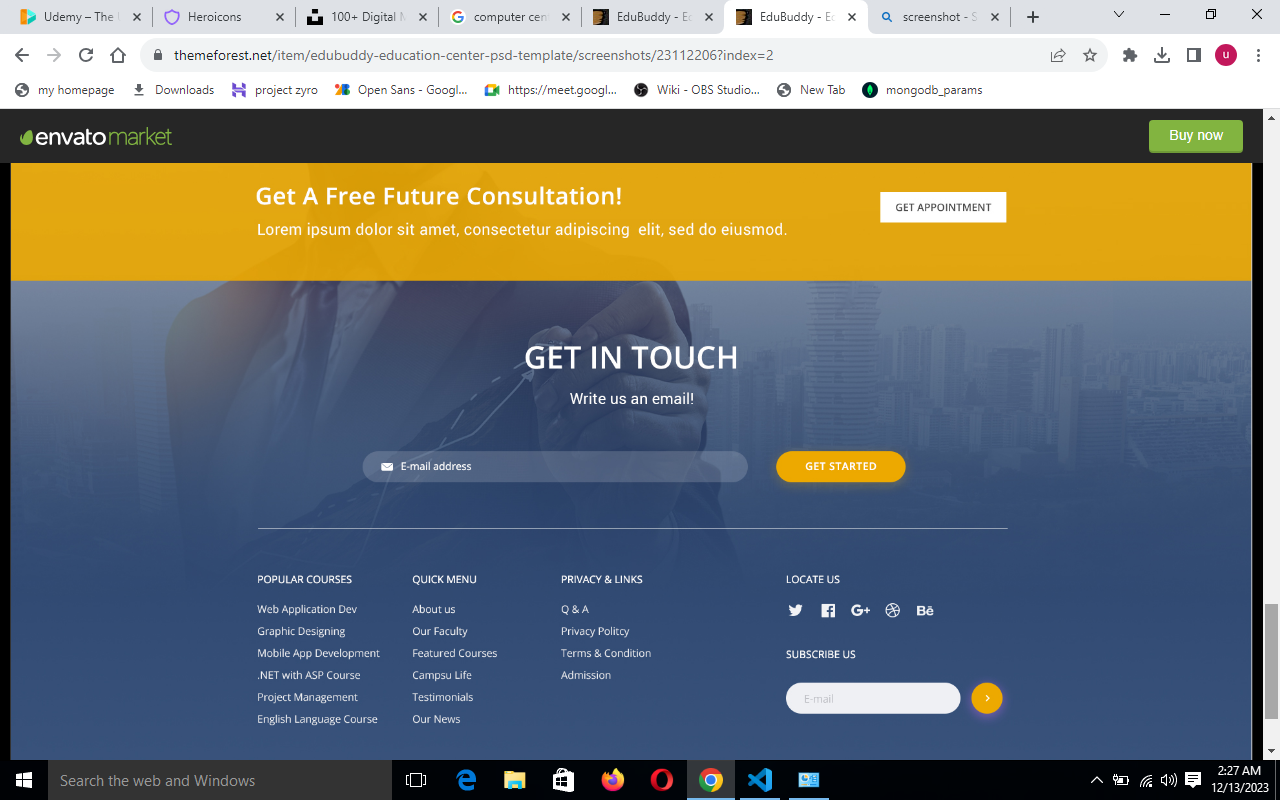 Udemy – The I
Heroicons
100+ Digital M
computer cent
EduBuddy - Ed
EduBuddy - Ed
screenshot - S
themeforest.net/item/edubuddy-education-center-psd-template/screenshots/23112206?index=2
u
my homepage
Downloads
project zyro
Open Sans - Googl...
https://meet.googl...
Wiki - OBS Studio...
New Tab
mongodb_params
envatomarket
Buy now
Get A Free Future Consultation!
Lorem ipsum dolor sit amet, consectetur adipiscing elit, sed do eiusmod.
GET APPOINTMENT
GET IN TOUCH
Write us an email!
E-mail address
GET STARTED
POPULAR COURSES
Web Application Dev
Graphic Designing
Mobile App Development
.NET with ASP Course
Project Management
English Language Course
QUICK MENU
About us
Our Faculty
Featured Courses
Campsu Life
Testimonials
Our News
PRIVACY & LINKS
Q & A
Privacy Politcy
Terms & Condition
Admission
LOCATE US
SUBSCRIBE US
E-mail
Search the web and Windows
2:27 AM
12/13/2023